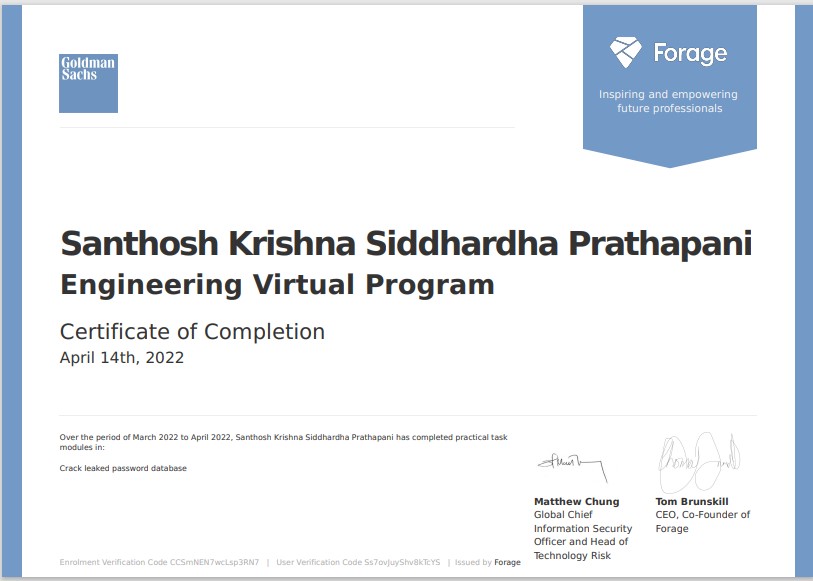 Goldman
Sachs
Forage
Inspiring and empowering
future professionals
Santhosh Krishna Siddhardha Prathapani
Engineering Virtual Program
Certificate of Completion
April 14th, 2022
Over the period of March 2022 to April 2022, Santhosh Krishna Siddhardha Prathapani has completed practical task
modules in:
Crack leaked password database
Matthew Chung
Global Chief
Information Security
Officer and Head of
Technology Risk
Tom Brunskill
CEO, Co-Founder of
Forage
Enrolment Verification Code CCSmNEN7wcLsp3RN7 | User Verification Code Ss7ovJuyShv8kTcYS | Issued by Forage